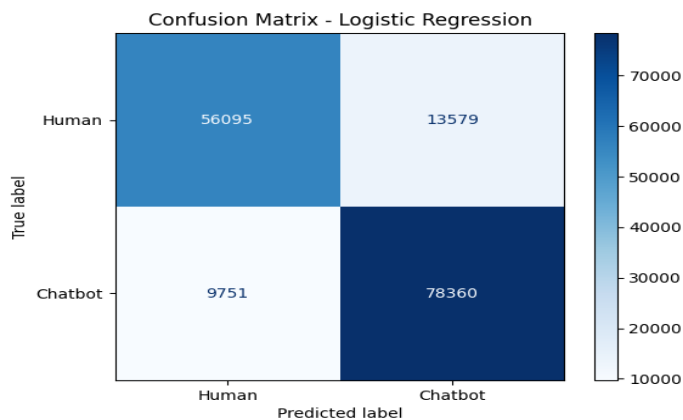 Confusion Matrix - Logistic Regression
70000
Human
56095
13579
60000
50000
True label
40000
30000
Chatbot
9751
78360
20000
10000
Human
Chatbot
Predicted label